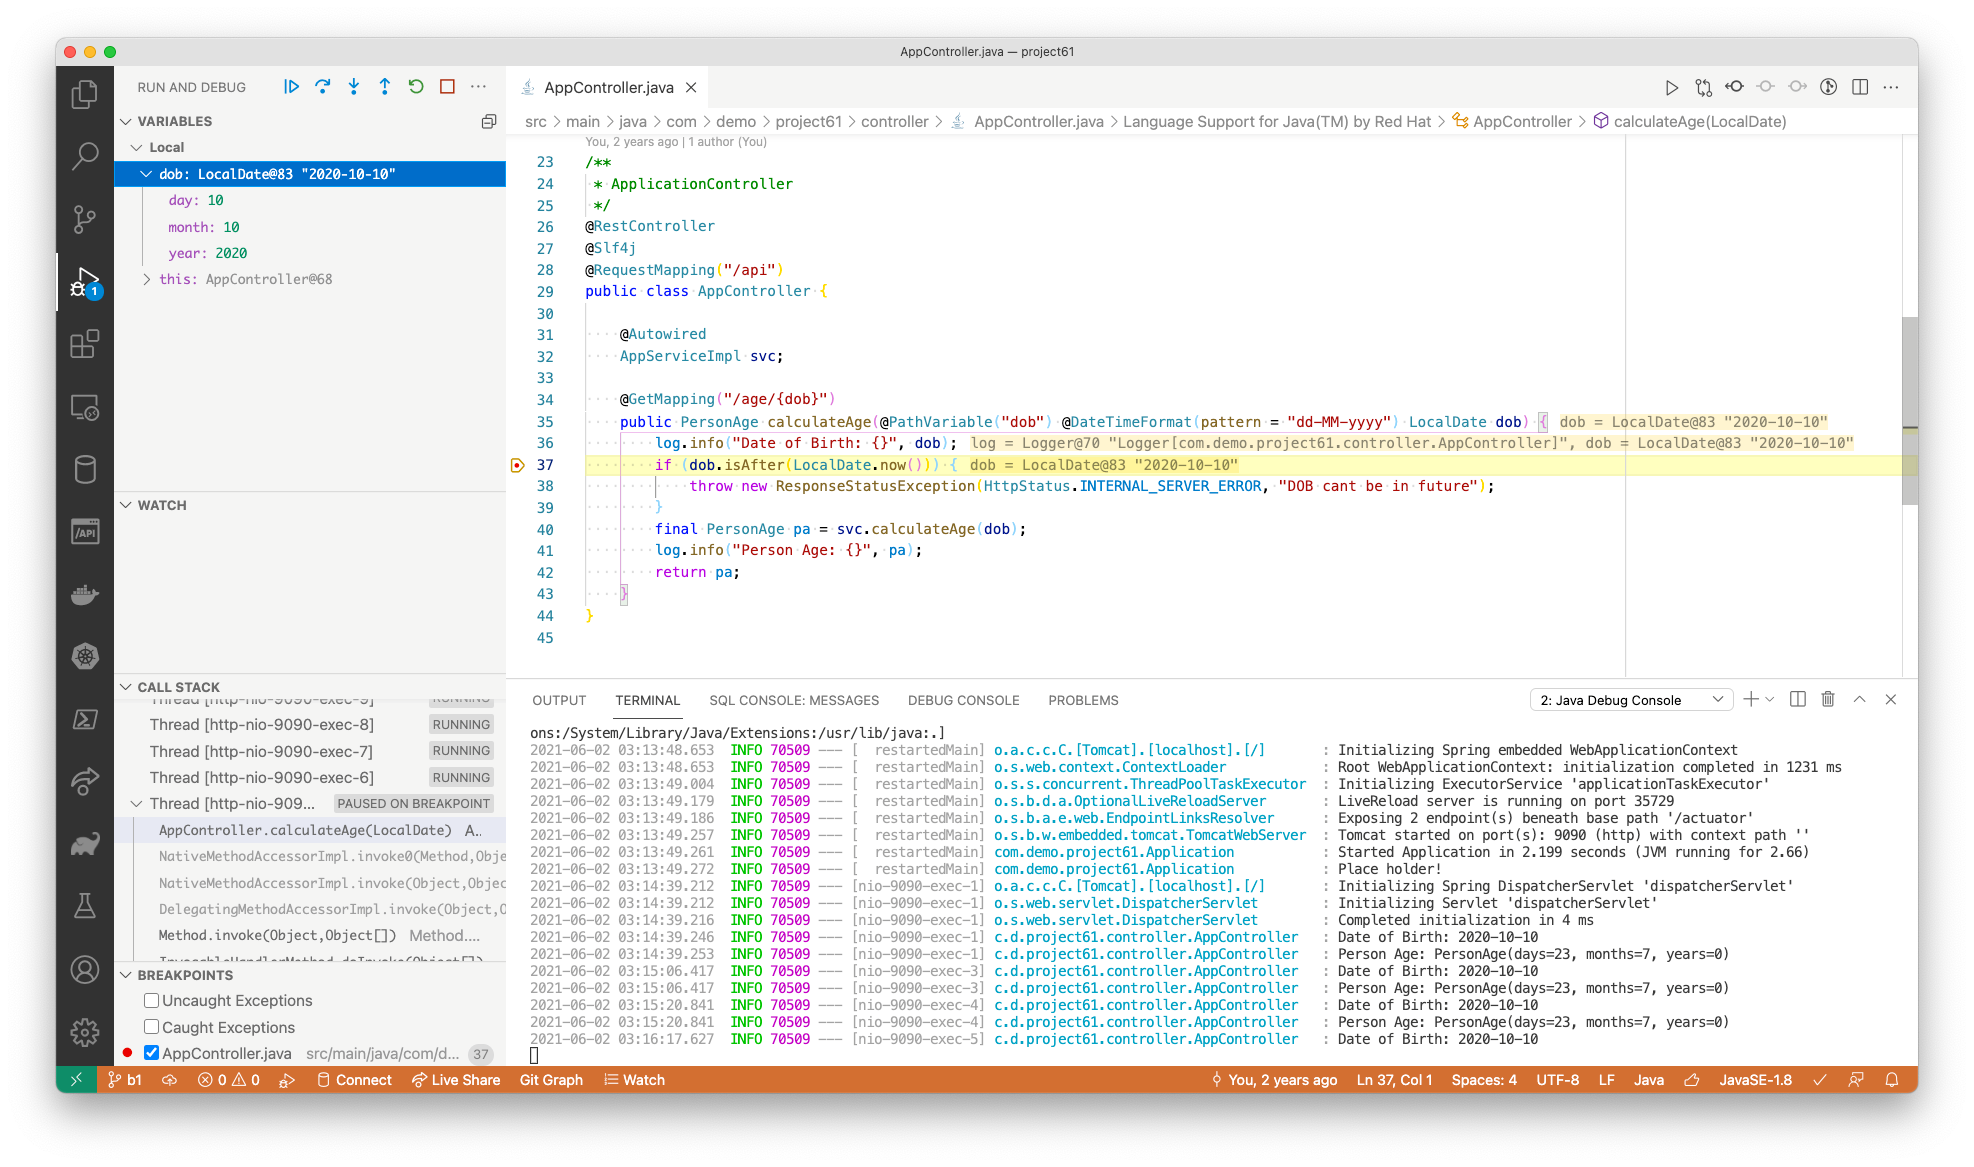 AppController.java — project61
RUN AND DEBUG
VARIABLES
Local
dob: LocalDate@83 "2020-10-10"
day: 10
month: 10
year: 2020
this: AppController@68
WATCH
CALL STACK
Thread [http-nio-9090-exec-9] RUNNING
Thread [http-nio-9090-exec-8] RUNNING
Thread [http-nio-9090-exec-7] RUNNING
Thread [http-nio-9090-exec-6] RUNNING
Thread [http-nio-909... PAUSED ON BREAKPOINT
AppController.calculateAge(LocalDate) A..
NativeMethodAccessorImpl.invoke0(Method,Obje
NativeMethodAccessorImpl.invoke(Object,Objec
DelegatingMethodAccessorImpl.invoke(Object,O
Method.invoke(Object,Object[]) Method....
InvocableHandlerMethod.doInvoke(Object[])
BREAKPOINTS
Uncaught Exceptions
Caught Exceptions
AppController.java src/main/java/com/d... 37
AppController.java
src > main > java > com > demo > project61 > controller > AppController.java > Language Support for Java(TM) by Red Hat > AppController > calculateAge(LocalDate)
You, 2 years ago | 1 author (You)
23 /**
24 * ApplicationController
25 */
26 @RestController
27 @Slf4j
28 @RequestMapping("/api")
29 public class AppController {
30
31 @Autowired
32 AppServiceImpl svc;
33
34 @GetMapping("/age/{dob}")
35 public PersonAge calculateAge(@PathVariable("dob") @DateTimeFormat(pattern = "dd-MM-yyyy") LocalDate dob) { dob = LocalDate@83 "2020-10-10"
36 log.info("Date of Birth: {}", dob); log = Logger@70 "Logger[com.demo.project61.controller.AppController]", dob = LocalDate@83 "2020-10-10"
37 if (dob.isAfter(LocalDate.now())) { dob = LocalDate@83 "2020-10-10"
38 throw new ResponseStatusException(HttpStatus.INTERNAL_SERVER_ERROR, "DOB cant be in future");
39 }
40 final PersonAge pa = svc.calculateAge(dob);
41 log.info("Person Age: {}", pa);
42 return pa;
43 }
44 }
45
OUTPUT TERMINAL SQL CONSOLE: MESSAGES DEBUG CONSOLE PROBLEMS 2: Java Debug Console
ons:/System/Library/Java/Extensions:/usr/lib/java:.]
2021-06-02 03:13:48.653 INFO 70509 --- [ restartedMain] o.a.c.c.C.[Tomcat].[localhost].[/] : Initializing Spring embedded WebApplicationContext
2021-06-02 03:13:48.653 INFO 70509 --- [ restartedMain] o.s.web.context.ContextLoader : Root WebApplicationContext: initialization completed in 1231 ms
2021-06-02 03:13:49.004 INFO 70509 --- [ restartedMain] o.s.s.concurrent.ThreadPoolTaskExecutor : Initializing ExecutorService 'applicationTaskExecutor'
2021-06-02 03:13:49.179 INFO 70509 --- [ restartedMain] o.s.b.d.a.OptionalLiveReloadServer : LiveReload server is running on port 35729
2021-06-02 03:13:49.186 INFO 70509 --- [ restartedMain] o.s.b.a.e.web.EndpointLinksResolver : Exposing 2 endpoint(s) beneath base path '/actuator'
2021-06-02 03:13:49.257 INFO 70509 --- [ restartedMain] o.s.b.w.embedded.tomcat.TomcatWebServer : Tomcat started on port(s): 9090 (http) with context path ''
2021-06-02 03:13:49.261 INFO 70509 --- [ restartedMain] com.demo.project61.Application : Started Application in 2.199 seconds (JVM running for 2.66)
2021-06-02 03:13:49.272 INFO 70509 --- [ restartedMain] com.demo.project61.Application : Place holder!
2021-06-02 03:14:39.212 INFO 70509 --- [nio-9090-exec-1] o.a.c.c.C.[Tomcat].[localhost].[/] : Initializing Spring DispatcherServlet 'dispatcherServlet'
2021-06-02 03:14:39.212 INFO 70509 --- [nio-9090-exec-1] o.s.web.servlet.DispatcherServlet : Initializing Servlet 'dispatcherServlet'
2021-06-02 03:14:39.216 INFO 70509 --- [nio-9090-exec-1] o.s.web.servlet.DispatcherServlet : Completed initialization in 4 ms
2021-06-02 03:14:39.246 INFO 70509 --- [nio-9090-exec-1] c.d.project61.controller.AppController : Date of Birth: 2020-10-10
2021-06-02 03:14:39.253 INFO 70509 --- [nio-9090-exec-1] c.d.project61.controller.AppController : Person Age: PersonAge(days=23, months=7, years=0)
2021-06-02 03:15:06.417 INFO 70509 --- [nio-9090-exec-3] c.d.project61.controller.AppController : Date of Birth: 2020-10-10
2021-06-02 03:15:06.417 INFO 70509 --- [nio-9090-exec-3] c.d.project61.controller.AppController : Person Age: PersonAge(days=23, months=7, years=0)
2021-06-02 03:15:20.841 INFO 70509 --- [nio-9090-exec-4] c.d.project61.controller.AppController : Date of Birth: 2020-10-10
2021-06-02 03:15:20.841 INFO 70509 --- [nio-9090-exec-4] c.d.project61.controller.AppController : Person Age: PersonAge(days=23, months=7, years=0)
2021-06-02 03:16:17.627 INFO 70509 --- [nio-9090-exec-5] c.d.project61.controller.AppController : Date of Birth: 2020-10-10
b1 0 0 Connect Live Share Git Graph Watch You, 2 years ago Ln 37, Col 1 Spaces: 4 UTF-8 LF Java JavaSE-1.8
/API
1